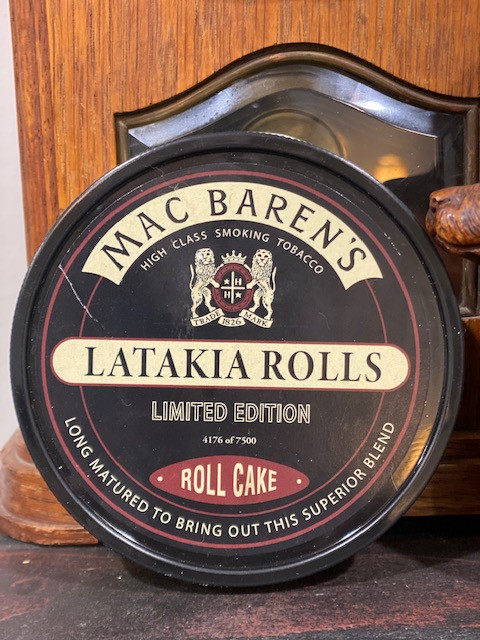 MAC BAREN'S
HIGH CLASS SMOKING TOBACCO
H
H
TRADE 1826 MARK
LATAKIA ROLLS
LIMITED EDITION
4176 of 7500
ROLL CAKE
LONG MATURED TO BRING OUT THIS SUPERIOR BLEND